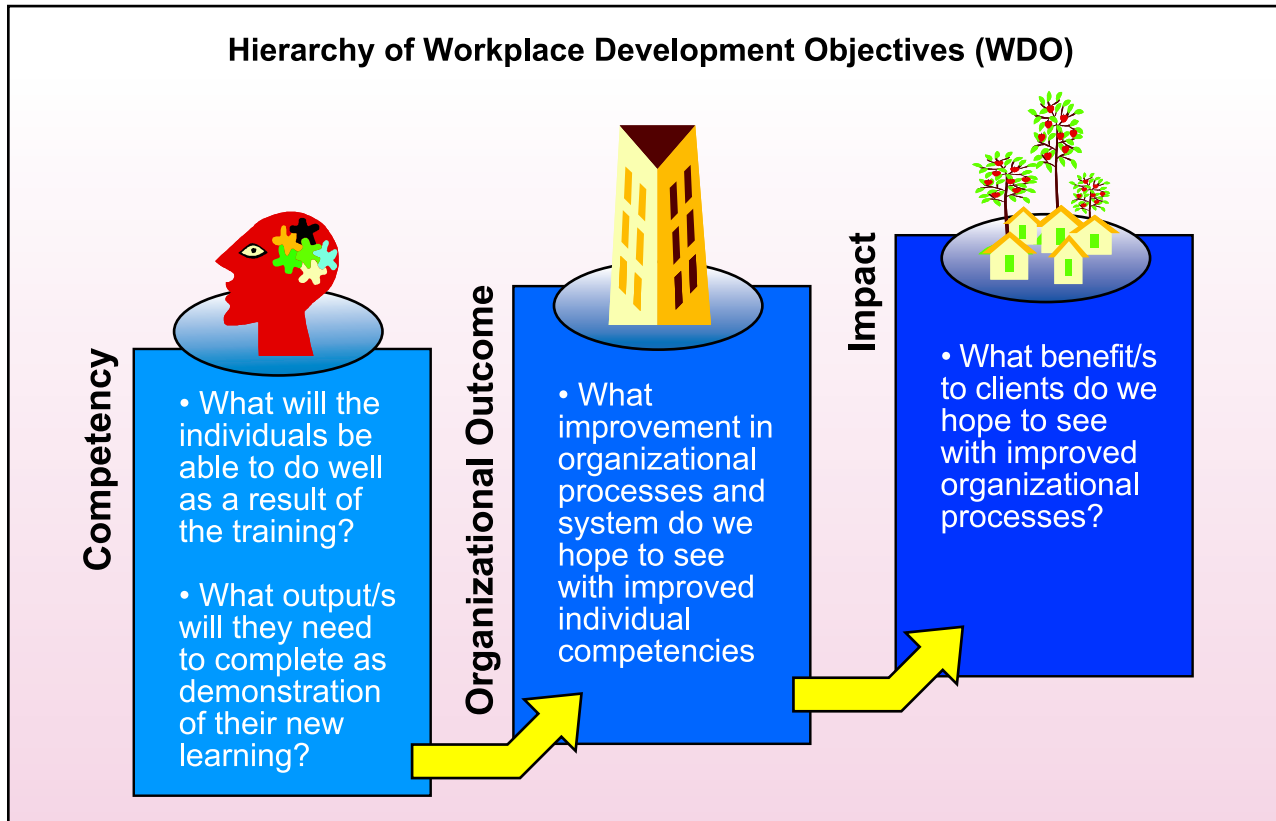 Hierarchy of Workplace Development Objectives (WDO)
Competency
• What will the
individuals be
able to do well
as a result of
the training?
• What output/s
will they need
to complete as
demonstration
of their new
learning?
Organizational Outcome
• What
improvement in
organizational
processes and
system do we
hope to see
with improved
individual
competencies
Impact
• What benefit/s
to clients do we
hope to see
with improved
organizational
processes?